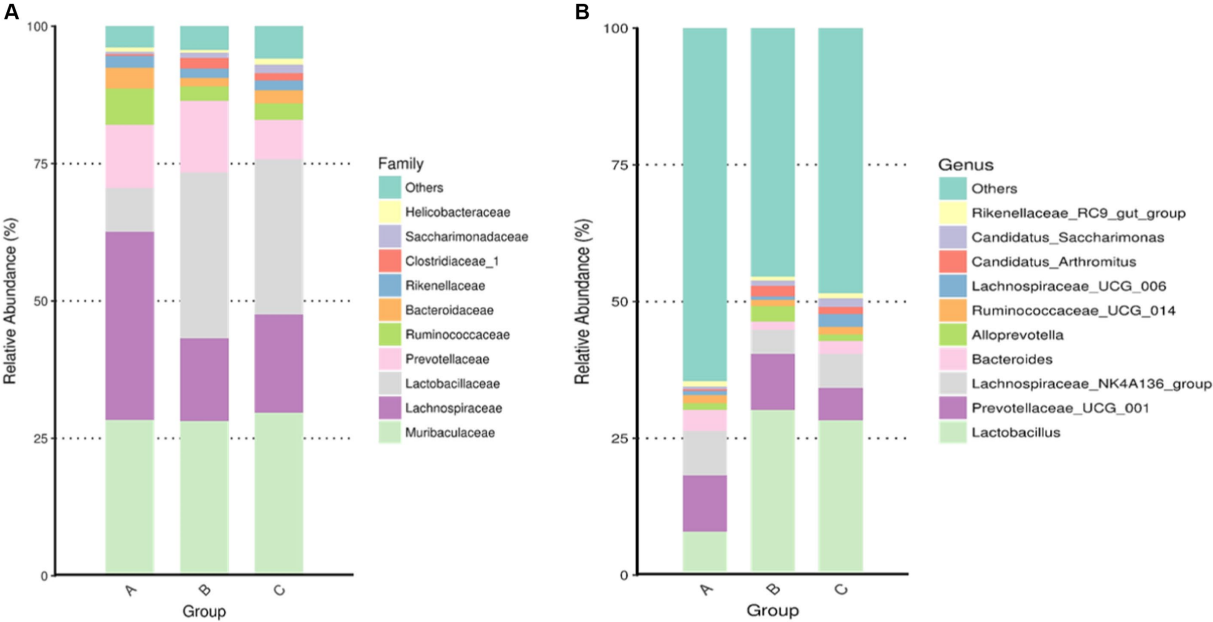 A
Relative Abundance (%)
100
75
50
25
0
A
B
C
Group
Family
Others
Helicobacteraceae
Saccharimonadaceae
Clostridiaceae_1
Rikenellaceae
Bacteroidaceae
Ruminococcaceae
Prevotellaceae
Lactobacillaceae
Lachnospiraceae
Muribaculaceae
B
Relative Abundance (%)
100
75
50
25
0
A
B
C
Group
Genus
Others
Rikenellaceae_RC9_gut_group
Candidatus_Saccharimonas
Candidatus_Arthromitus
Lachnospiraceae_UCG_006
Ruminococcaceae_UCG_014
Alloprevotella
Bacteroides
Lachnospiraceae_NK4A136_group
Prevotellaceae_UCG_001
Lactobacillus